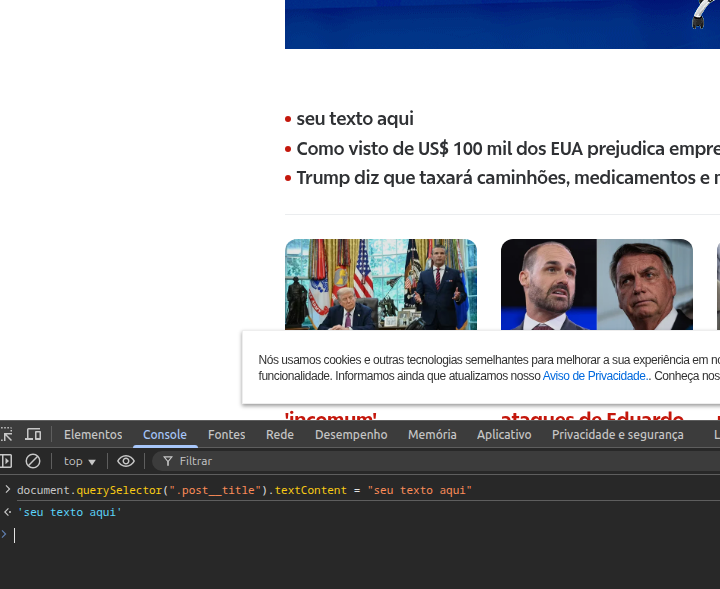 seu texto aqui
Como visto de US$ 100 mil dos EUA prejudica empre
Trump diz que taxará caminhões, medicamentos e
Nós usamos cookies e outras tecnologias semelhantes para melhorar a sua experiência em
funcionalidade. Informamos ainda que atualizamos nosso Aviso de Privacidade.. Conheça nos
'incomum'
ataques de Eduardo
Elementos Console Fontes Rede Desempenho Memória Aplicativo Privacidade e segurança L
top Filtrar
document.querySelector(".post__title").textContent = "seu texto aqui"
'seu texto aqui'